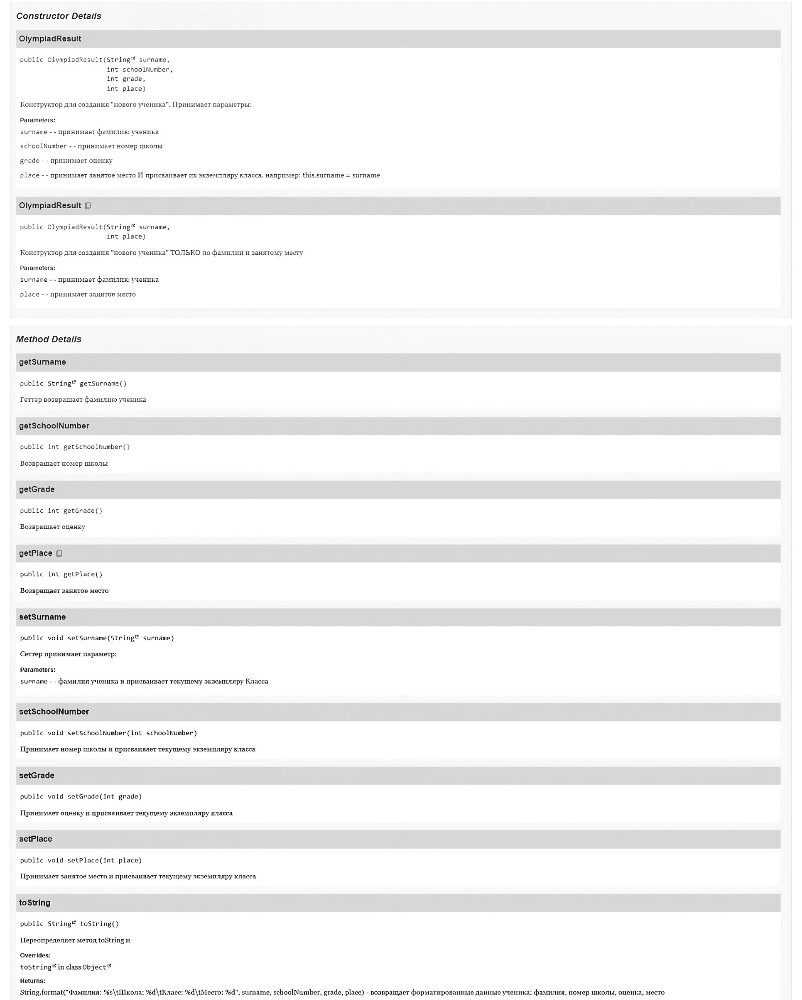 Constructor Details
OlympiadResult
public OlympiadResult(String surname,
int schoolNumber,
int grade,
int place)
Конструктор для создания "нового ученика". Принимает параметры:
Parameters:
surname - - принимает фамилию ученика
schoolNumber - - принимает номер школы
grade - - принимает оценку
place - - принимает занятое место И присваивает их экземпляру класса. например: this.surname = surname
OlympiadResult
public OlympiadResult(String surname,
int place)
Конструктор для создания "нового ученика" ТОЛЬКО по фамилии и занятому месту
Parameters:
surname - - принимает фамилию ученика
place - - принимает занятое место
Method Details
getSurname
public String getSurname()
Геттер возвращает фамилию ученика
getSchoolNumber
public int getSchoolNumber()
Возвращает номер школы
getGrade
public int getGrade()
Возвращает оценку
getPlace
public int getPlace()
Возвращает занятое место
setSurname
public void setSurname(String surname)
Сеттер принимает параметр:
Parameters:
surname - - фамилия ученика и присваивает текущему экземпляру Класса
setSchoolNumber
public void setSchoolNumber(int schoolNumber)
Принимает номер школы и присваивает текущему экземпляру класса
setGrade
public void setGrade(int grade)
Принимает оценку и присваивает текущему экземпляру класса
setPlace
public void setPlace(int place)
Принимает занятое место и присваивает текущему экземпляру класса
toString
public String toString()
Переопределяет метод toString и
Overrides:
toString in class Object
Returns:
String.format("Фамилия: %s\tШкола: %d\tКласс: %d\tМесто: %d", surname, schoolNumber, grade, place) - возвращает форматированные данные ученика: фамилия, номер школы, оценка, место